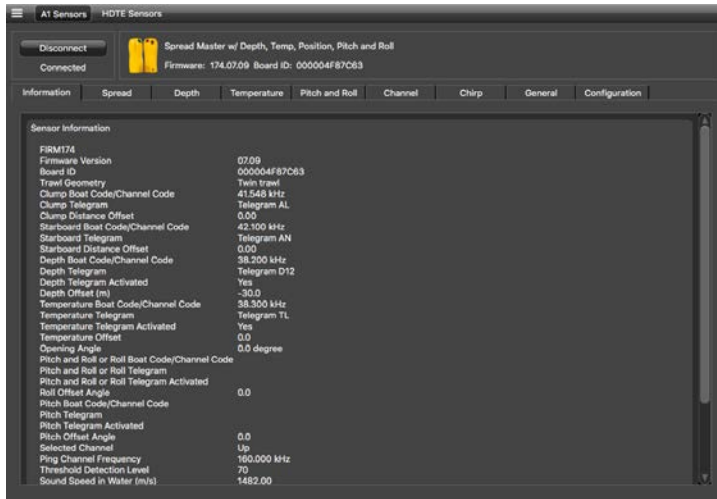 A1 Sensors HDTE Sensors
Disconnect
Connected
Spread Master w/ Depth, Temp, Position, Pitch and Roll
Firmware: 174.07.09 Board ID: 000004F87C63
Information Spread Depth Temperature Pitch and Roll Channel Chirp General Configuration
Sensor Information
FIRM174
Firmware Version 07.09
Board ID 000004F87C63
Trawl Geometry Twin trawl
Clump Boat Code/Channel Code 41.548 kHz
Clump Telegram Telegram AL
Clump Distance Offset 0.00
Starboard Boat Code/Channel Code 42.100 kHz
Starboard Telegram Telegram AN
Starboard Distance Offset 0.00
Depth Boat Code/Channel Code 38.200 kHz
Depth Telegram Telegram D12
Depth Telegram Activated Yes
Depth Offset (m) -30.0
Temperature Boat Code/Channel Code 38.300 kHz
Temperature Telegram Telegram TL
Temperature Telegram Activated Yes
Temperature Offset 0.0
Opening Angle 0.0 degree
Pitch and Roll or Roll Boat Code/Channel Code
Pitch and Roll or Roll Telegram
Pitch and Roll or Roll Telegram Activated
Roll Offset Angle 0.0
Pitch Boat Code/Channel Code
Pitch Telegram
Pitch Telegram Activated
Pitch Offset Angle 0.0
Selected Channel Up
Ping Channel Frequency 160.000 kHz
Threshold Detection Level 70
Sound Speed in Water (m/s) 1482.00